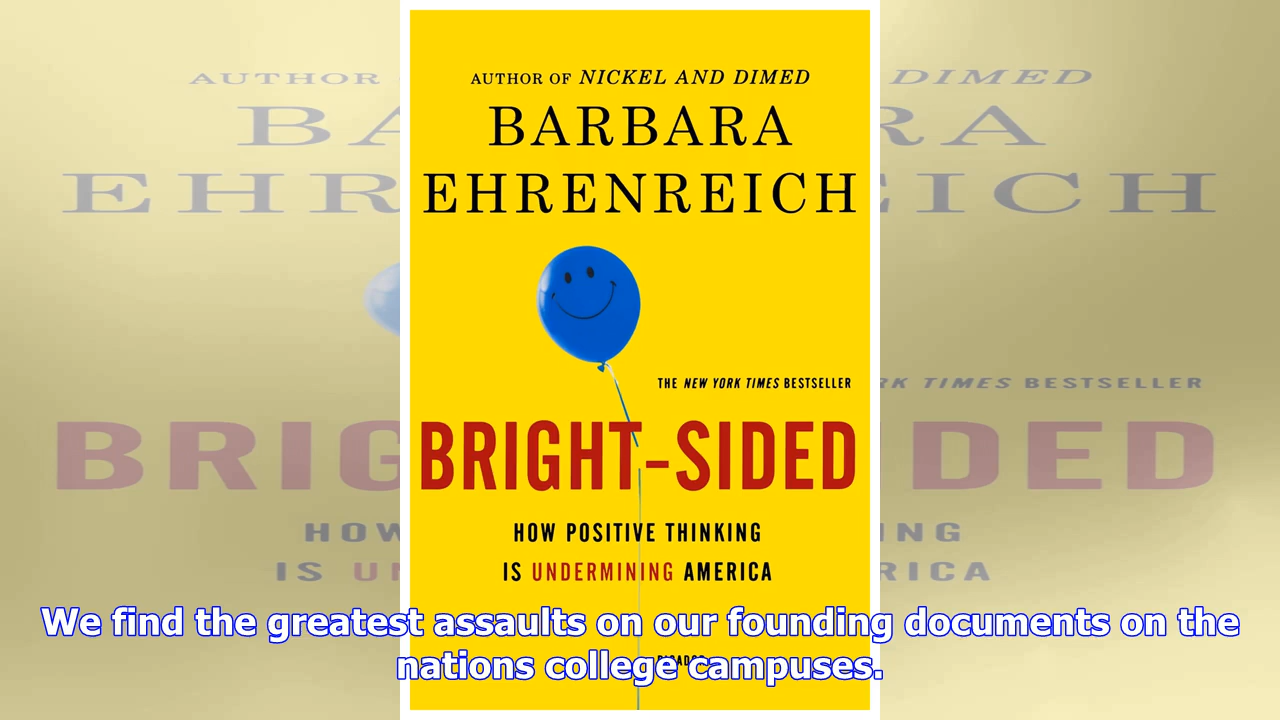 AUTHOR OF NICKEL AND DIMED
BARBARA
EHRENREICH
THE NEW YORK TIMES BESTSELLER
BRIGHT-SIDED
HOW POSITIVE THINKING
IS UNDERMINING AMERICA
We find the greatest assaults on our founding documents on the
nations college campuses.